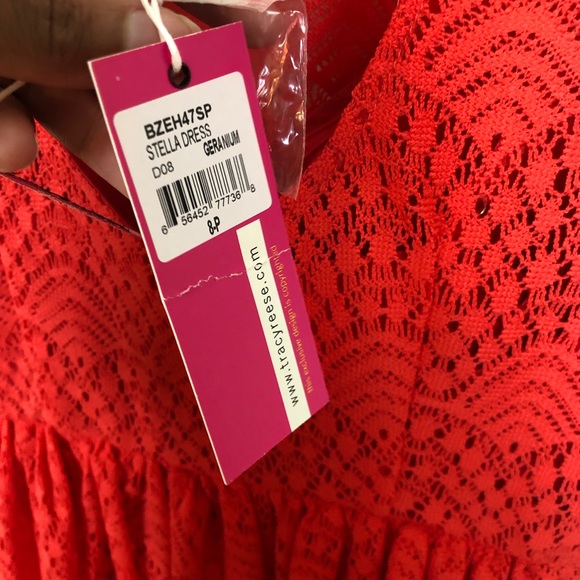 BZEH47SP
STELLA DRESS
D08 GERANIUM
6 56452 77736 8
8-P
www.tracyreese.com
this exclusive design is copyrighted